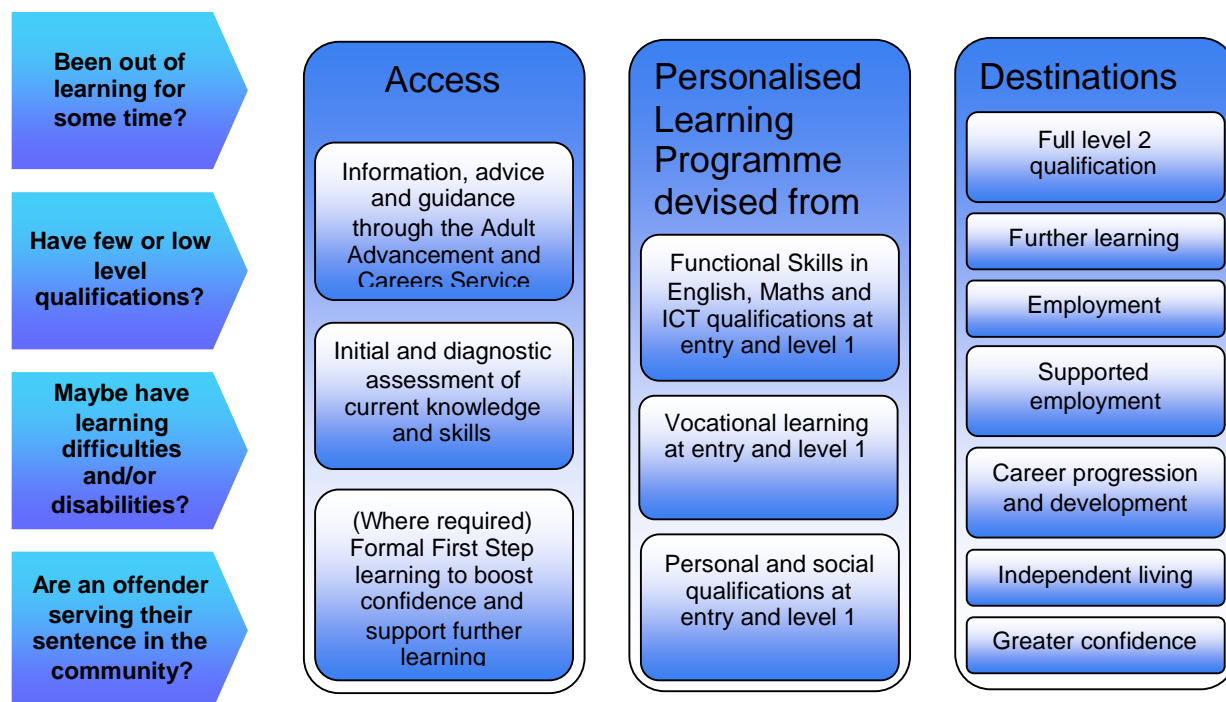 Been out of
learning for
some time?
Have few or low
level
qualifications?
Maybe have
learning
difficulties
and/or
disabilities?
Are an offender
serving their
sentence in the
community?
Access
Information, advice
and guidance
through the Adult
Advancement and
Careers Service
Initial and diagnostic
assessment of
current knowledge
and skills
(Where required)
Formal First Step
learning to boost
confidence and
support further
learning
Personalised
Learning
Programme
devised from
Functional Skills in
English, Maths and
ICT qualifications at
entry and level 1
Vocational learning
at entry and level 1
Personal and social
qualifications at
entry and level 1
Destinations
Full level 2
qualification
Further learning
Employment
Supported
employment
Career progression
and development
Independent living
Greater confidence